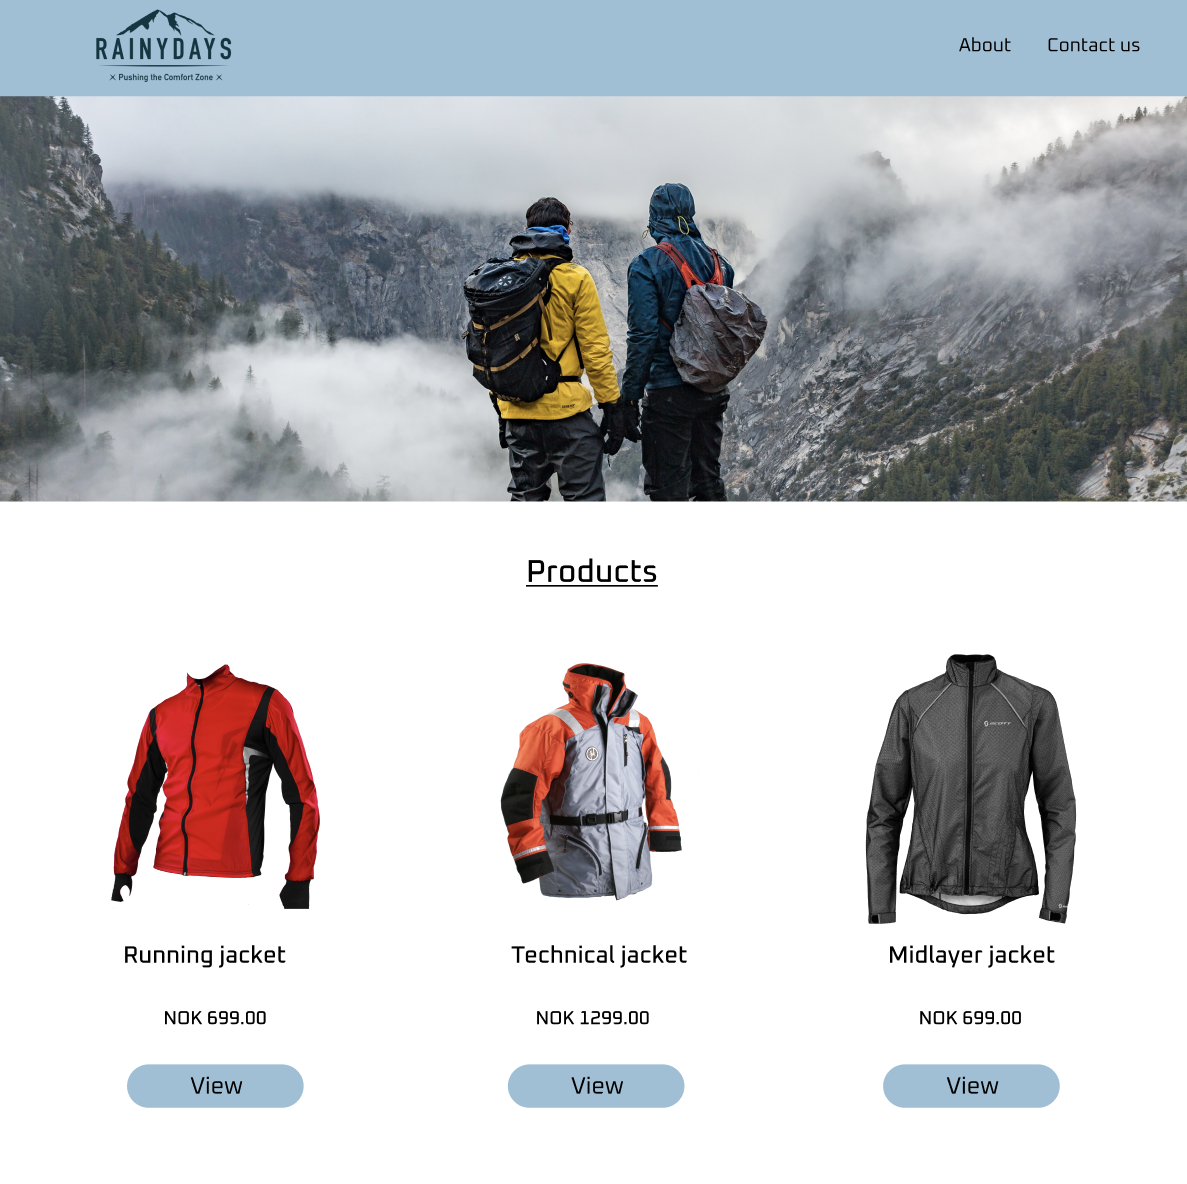 RAINYDAYS
× Pushing the Comfort Zone ×
About Contact us
Products
SCOTT
Running jacket Technical jacket Midlayer jacket
NOK 699.00 NOK 1299.00 NOK 699.00
View View View